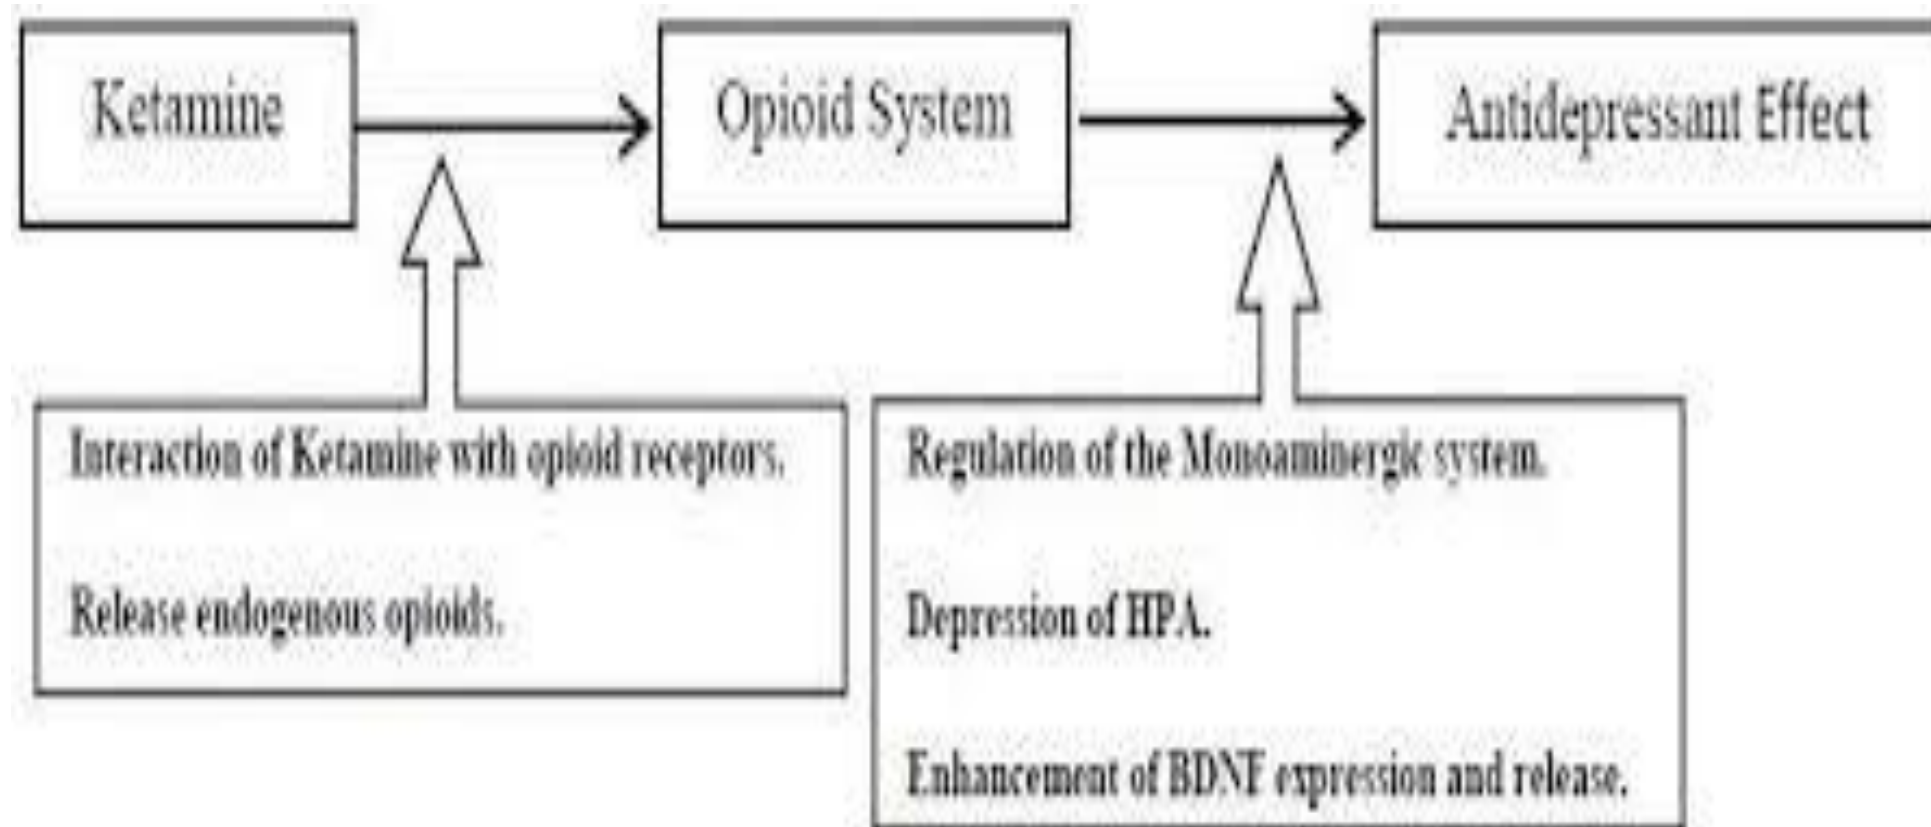 Ketamine
Opioid System
Antidepressant Effect
Interaction of Ketamine with opioid receptors.
Release endogenous opioids.
Regulation of the Monoaminergic system.
Depression of HPA.
Enhancement of BDNF expression and release.